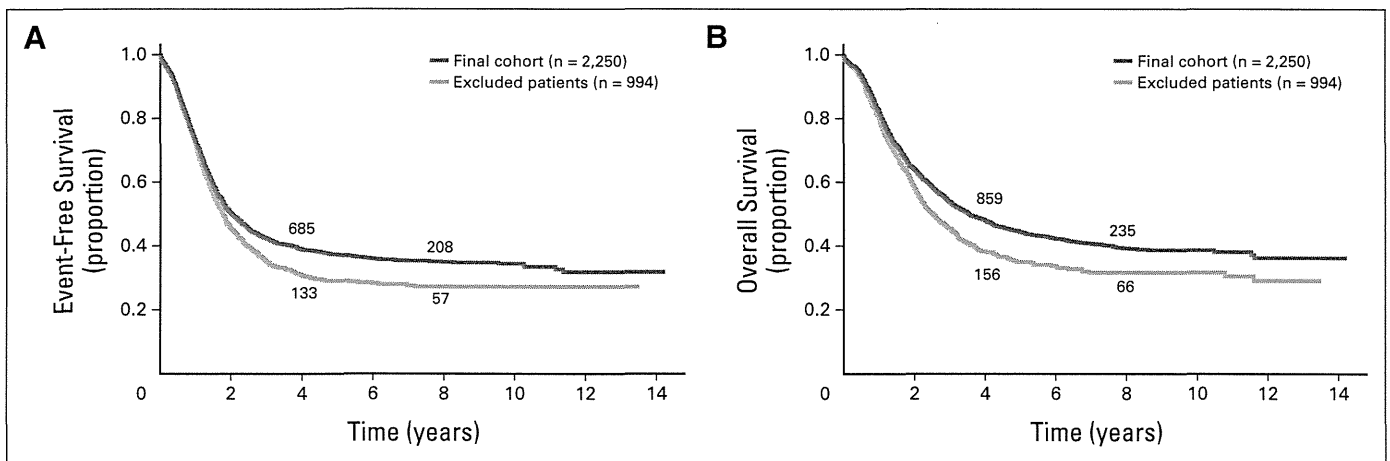 A
Event-Free Survival
(proportion)
1.0
0.8
0.6
0.4
0.2
0
2
4
6
8
10
12
14
Time (years)
Final cohort (n = 2,250)
Excluded patients (n = 994)
685
208
133
57
B
Overall Survival
(proportion)
1.0
0.8
0.6
0.4
0.2
0
2
4
6
8
10
12
14
Time (years)
Final cohort (n = 2,250)
Excluded patients (n = 994)
859
235
156
66